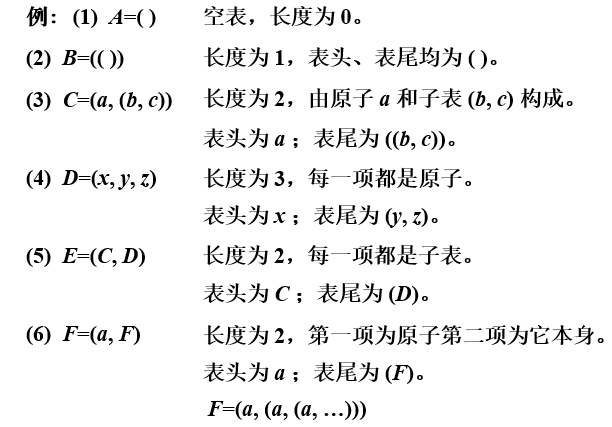 例： (1) A=( ) 空表，长度为 0。
(2) B=(( )) 长度为 1，表头、表尾均为 ( )。
(3) C=(a, (b, c)) 长度为 2，由原子 a 和子表 (b, c) 构成。
表头为 a ；表尾为 ((b, c))。
(4) D=(x, y, z) 长度为 3，每一项都是原子。
表头为 x ；表尾为 (y, z)。
(5) E=(C, D) 长度为 2，每一项都是子表。
表头为 C ；表尾为 (D)。
(6) F=(a, F) 长度为 2，第一项为原子第二项为它本身。
表头为 a ；表尾为 (F)。
F=(a, (a, (a, …)))